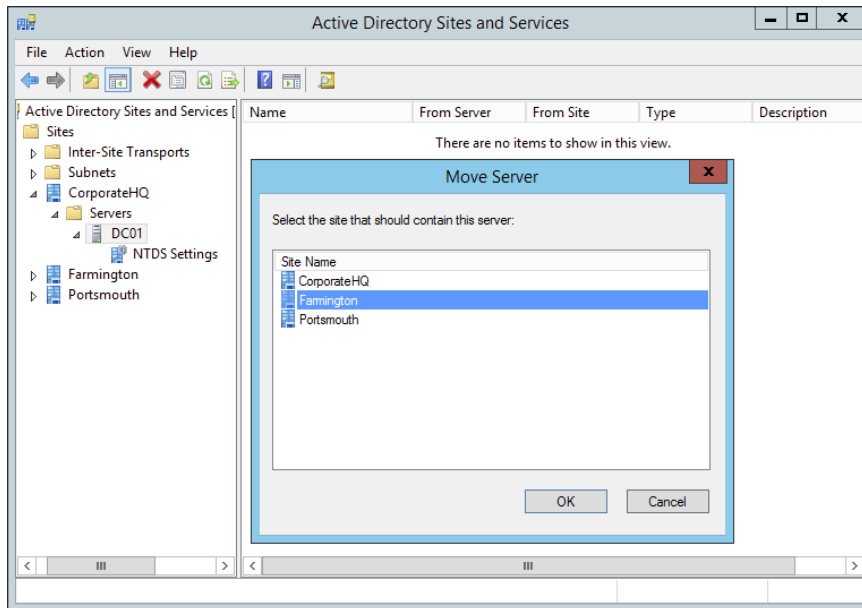 Active Directory Sites and Services
File Action View Help
Active Directory Sites and Services [
Sites
Inter-Site Transports
Subnets
CorporateHQ
Servers
DC01
NTDS Settings
Farmington
Portsmouth
Name From Server From Site Type Description
There are no items to show in this view.
Move Server
Select the site that should contain this server:
Site Name
CorporateHQ
Farmington
Portsmouth
OK Cancel